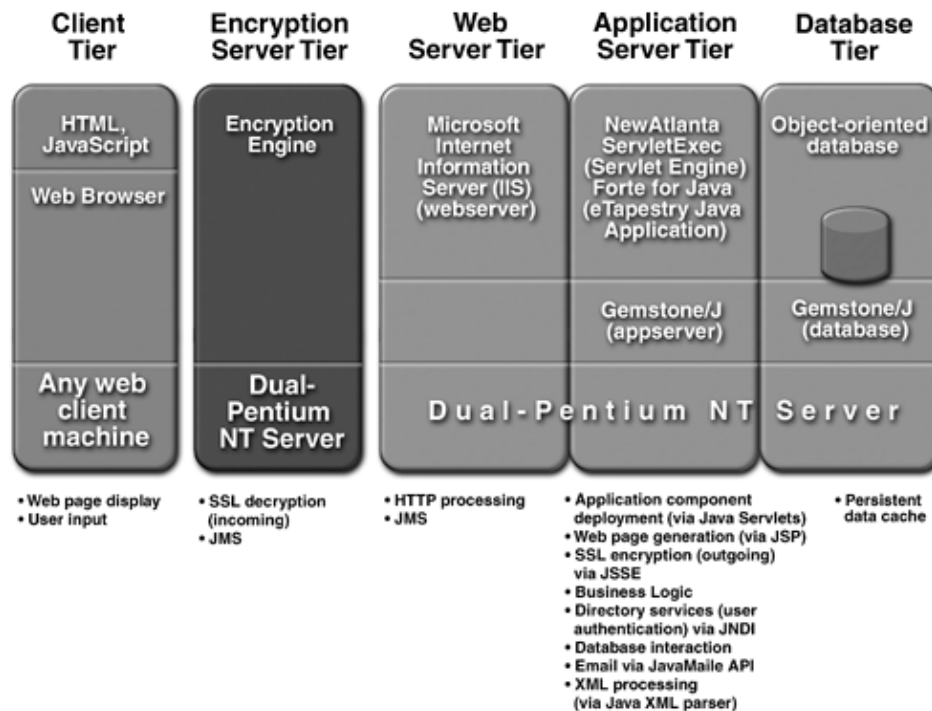 Client
Tier
Encryption
Server Tier
Web
Server Tier
Application
Server Tier
Database
Tier
HTML,
JavaScript
Web Browser
Any web
client
machine
Encryption
Engine
Dual-
Pentium
NT Server
Microsoft
Internet
Information
Server (IIS)
(webserver)
NewAtlanta
ServletExec
(Servlet Engine)
Forte for Java
(eTapestry Java
Application)
Gemstone/J
(appserver)
Object-oriented
database
Gemstone/J
(database)
Dual-Pentium NT Server
• Web page display
• User input
• SSL decryption
(incoming)
• JMS
• HTTP processing
• JMS
• Application component
deployment (via Java Servlets)
• Web page generation (via JSP)
• SSL encryption (outgoing)
via JSSE
• Business Logic
• Directory services (user
authentication) via JNDI
• Database interaction
• Email via JavaMaile API
• XML processing
(via Java XML parser)
• Persistent
data cache